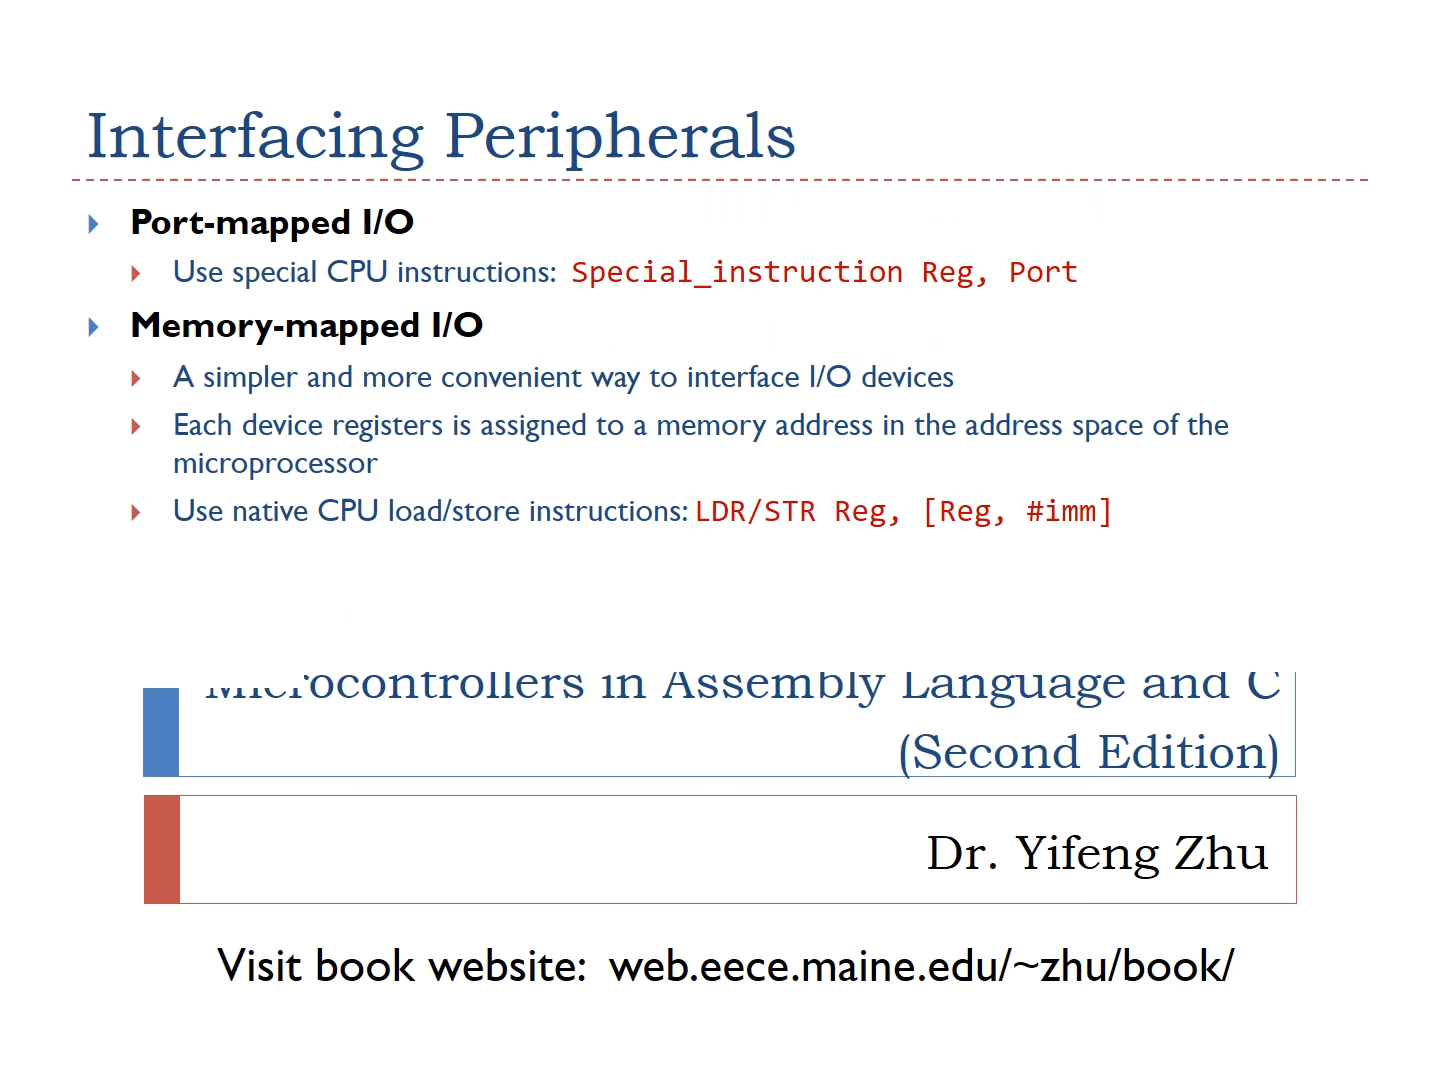 Interfacing Peripherals
Port-mapped I/O
Use special CPU instructions: Special_instruction Reg, Port
Memory-mapped I/O
A simpler and more convenient way to interface I/O devices
Each device registers is assigned to a memory address in the address space of the
microprocessor
Use native CPU load/store instructions: LDR/STR Reg, [Reg, #imm]
Microcontrollers in Assembly Language and C
(Second Edition)
Dr. Yifeng Zhu
Visit book website: web.eece.maine.edu/~zhu/book/